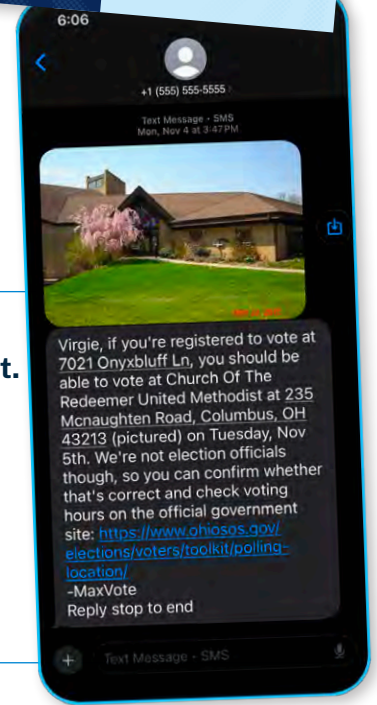 6:06
+1 (555) 555-5555
Text Message - SMS
Mon, Nov 4 at 3:47 PM
t.
Virgie, if you're registered to vote at
7021 Onyxbluff Ln, you should be
able to vote at Church Of The
Redeemer United Methodist at 235
Mcnaughten Road, Columbus, OH
43213 (pictured) on Tuesday, Nov
5th. We're not election officials
though, so you can confirm whether
that's correct and check voting
hours on the official government
site: https://www.ohiosos.gov/
elections/voters/toolkit/polling-
location/
-MaxVote
Reply stop to end
Text Message - SMS